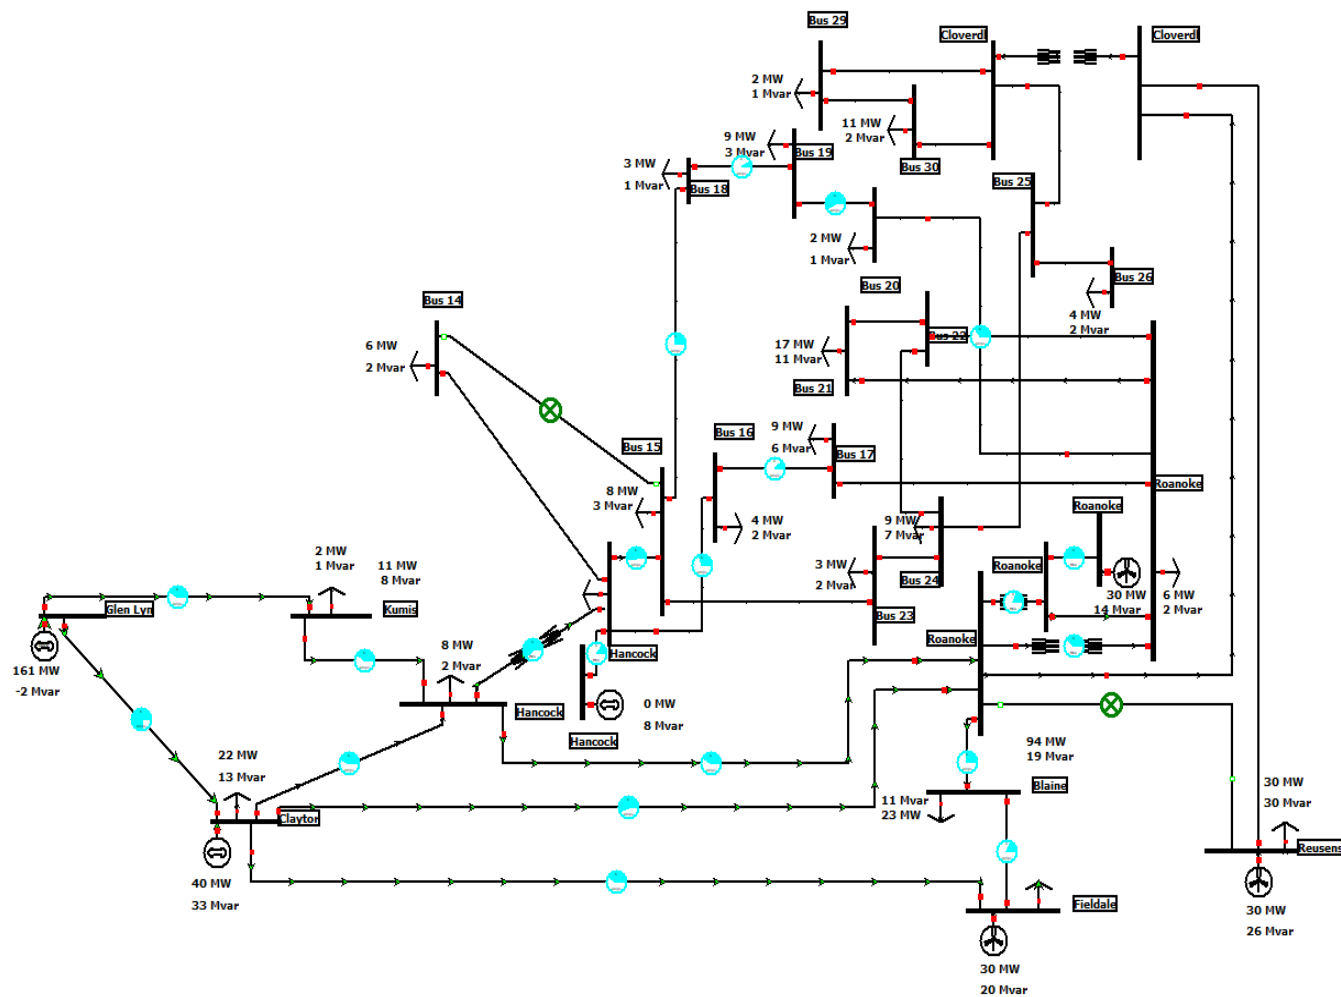 Bus 29
Cloverdl
Cloverdl
2 MW
1 Mvar
11 MW
2 Mvar
9 MW
3 Mvar
Bus 19
Bus 30
3 MW
1 MW
Bus 18
Bus 25
2 MW
1 Mvar
Bus 26
Bus 20
Bus 14
4 MW
2 Mvar
6 MW
2 Mvar
17 MW
11 Mvar
Bus 22
Bus 21
Bus 15
Bus 16
9 MW
6 Mvar
Bus 17
8 MW
3 Mvar
Roanoke
Roanoke
4 MW
2 Mvar
9 MW
7 Mvar
2 MW
1 Mvar
11 MW
8 Mvar
3 MW
2 Mvar
Bus 24
Roanoke
30 MW
14 Mvar
6 MW
2 Mvar
Glen Lyn
Kumis
Bus 23
Roanoke
8 MW
2 Mvar
Hancock
161 MW
-2 Mvar
Hancock
0 MW
8 Mvar
Hancock
22 MW
13 Mvar
94 MW
19 Mvar
Blaine
11 Mvar
23 MW
30 MW
30 Mvar
Claytor
Reusens
40 MW
33 Mvar
Fieldale
30 MW
26 Mvar
30 MW
20 Mvar